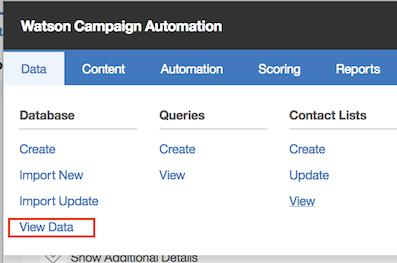 Watson Campaign Automation
Data Content Automation Scoring Reports
Database Queries Contact Lists
Create Create Create
Import New View Update
Import Update View
View Data
Show Additional Details